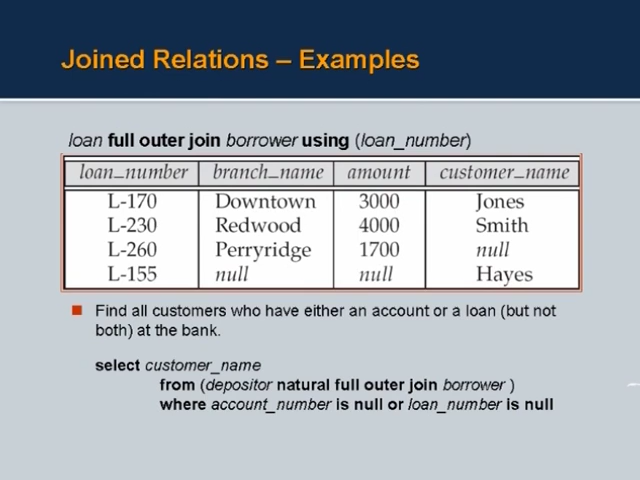 Joined Relations – Examples
loan full outer join borrower using (loan_number)
loan_number branch_name amount customer_name
L-170 Downtown 3000 Jones
L-230 Redwood 4000 Smith
L-260 Perryridge 1700 null
L-155 null null Hayes
Find all customers who have either an account or a loan (but not
both) at the bank.
select customer_name
from (depositor natural full outer join borrower )
where account_number is null or loan_number is null